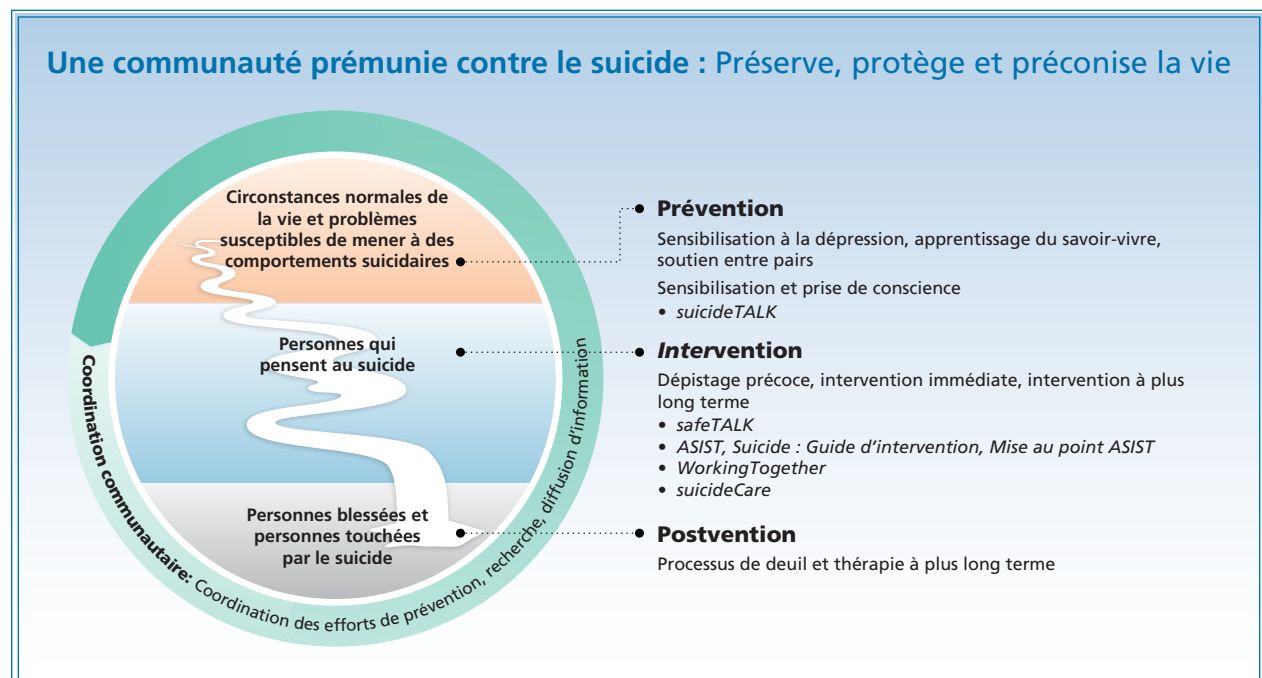 Une communauté prémunie contre le suicide : Préserve, protège et préconise la vie
Circonstances normales de
la vie et problèmes
susceptibles de mener à des
comportements suicidaires
Personnes qui
pensent au suicide
Personnes blessées et
personnes touchées
par le suicide
Coordination communautaire: Coordination des efforts de prévention, recherche, diffusion d'information
Prévention
Sensibilisation à la dépression, apprentissage du savoir-vivre,
soutien entre pairs
Sensibilisation et prise de conscience
• suicideTALK
Intervention
Dépistage précoce, intervention immédiate, intervention à plus
long terme
• safeTALK
• ASIST, Suicide : Guide d'intervention, Mise au point ASIST
• WorkingTogether
• suicideCare
Postvention
Processus de deuil et thérapie à plus long terme